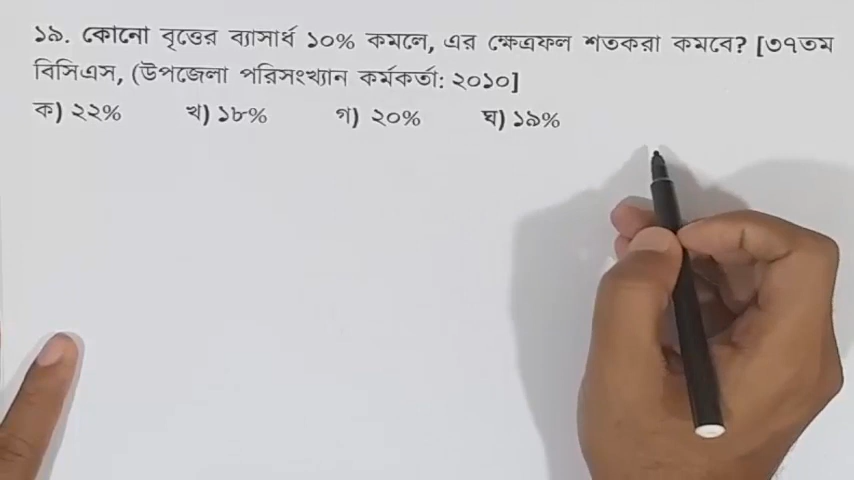 ১৯. কোনো বৃত্তের ব্যাসার্ধ ১০% কমলে, এর ক্ষেত্রফল শতকরা কমবে? [৩৭তম
বিসিএস, (উপজেলা পরিসংখ্যান কর্মকর্তা: ২০১০]
ক) ২২% খ) ১৮% গ) ২০% ঘ) ১৯%